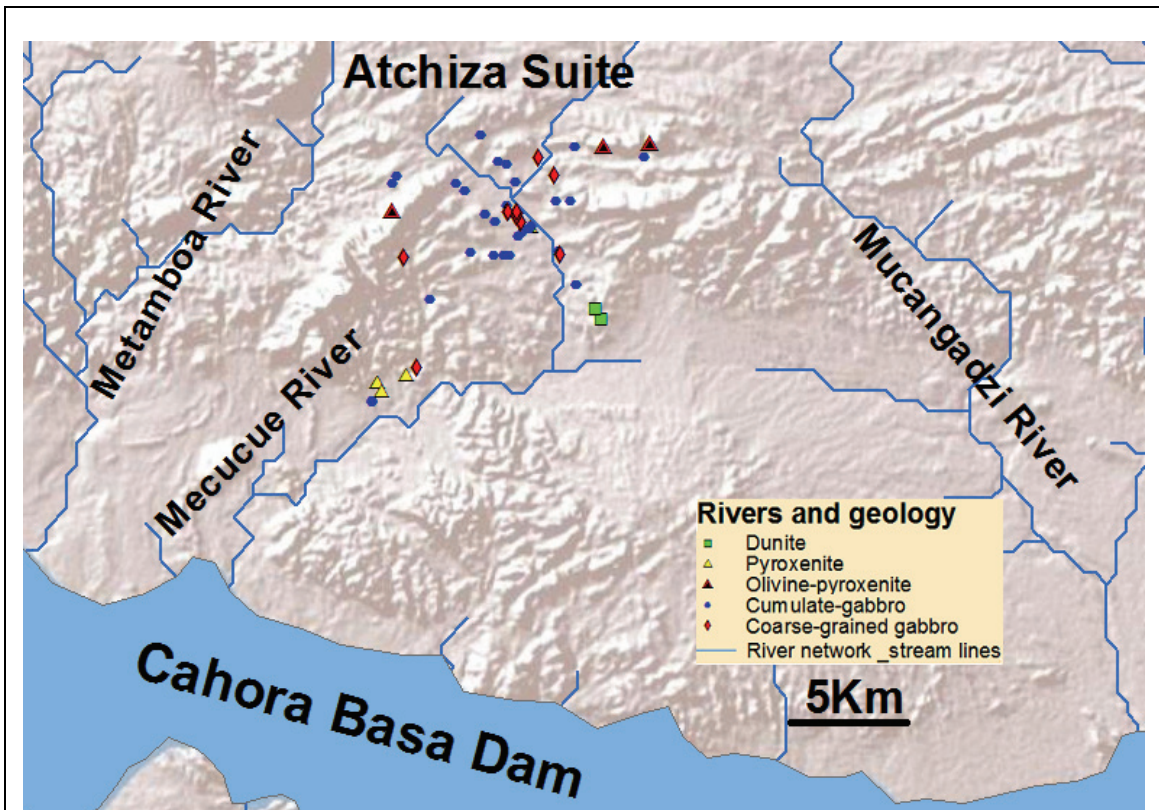 Atchiza Suite
Metamboa River
Mecucue River
Mucangadzi River
Rivers and geology
Dunite
Pyroxenite
Olivine-pyroxenite
Cumulate-gabbro
Coarse-grained gabbro
River network _stream lines
5Km
Cahora Basa Dam